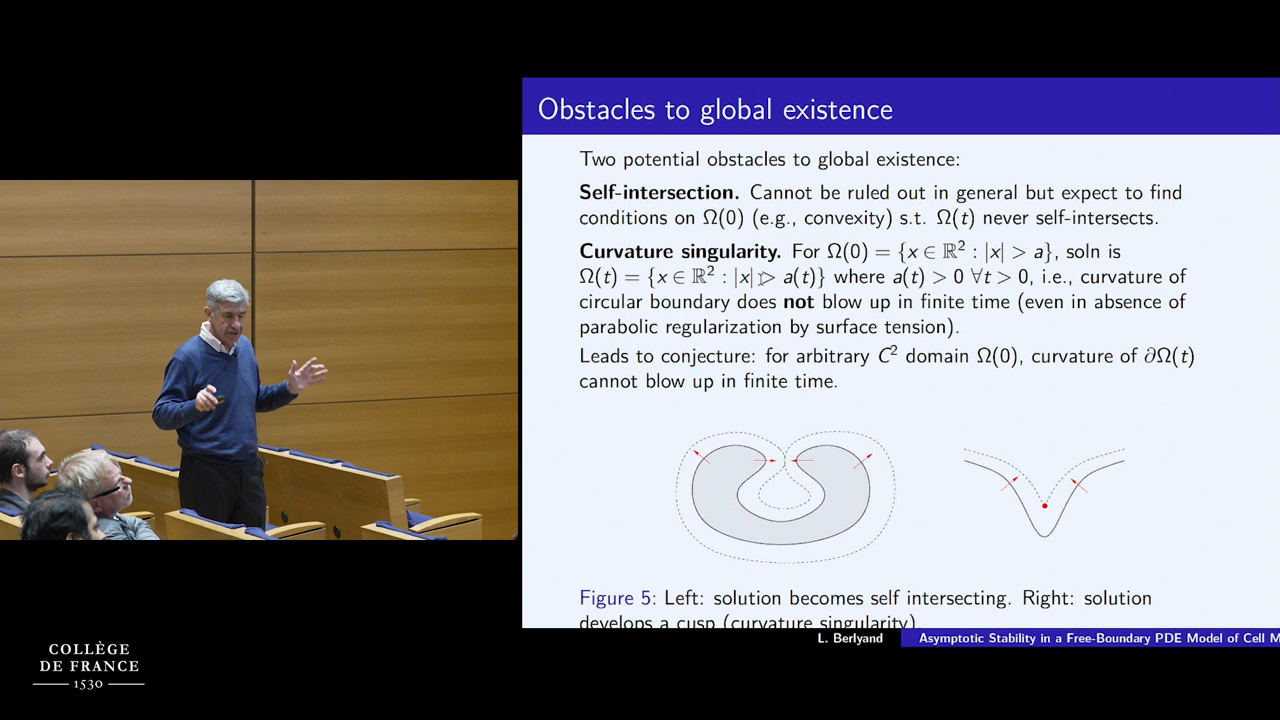 Obstacles to global existence
Two potential obstacles to global existence:
Self-intersection. Cannot be ruled out in general but expect to find
conditions on Ω(0) (e.g., convexity) s.t. Ω(t) never self-intersects.
Curvature singularity. For Ω(0) = {x ∈ ℝ² : |x| > a}, soln is
Ω(t) = {x ∈ ℝ² : |x| > a(t)} where a(t) > 0 ∀t > 0, i.e., curvature of
circular boundary does not blow up in finite time (even in absence of
parabolic regularization by surface tension).
Leads to conjecture: for arbitrary C² domain Ω(0), curvature of ∂Ω(t)
cannot blow up in finite time.
Figure 5: Left: solution becomes self intersecting. Right: solution
develops a cusp (curvature singularity)
L. Berlyand
Asymptotic Stability in a Free-Boundary PDE Model of Cell M
COLLÈGE
DE FRANCE
1530